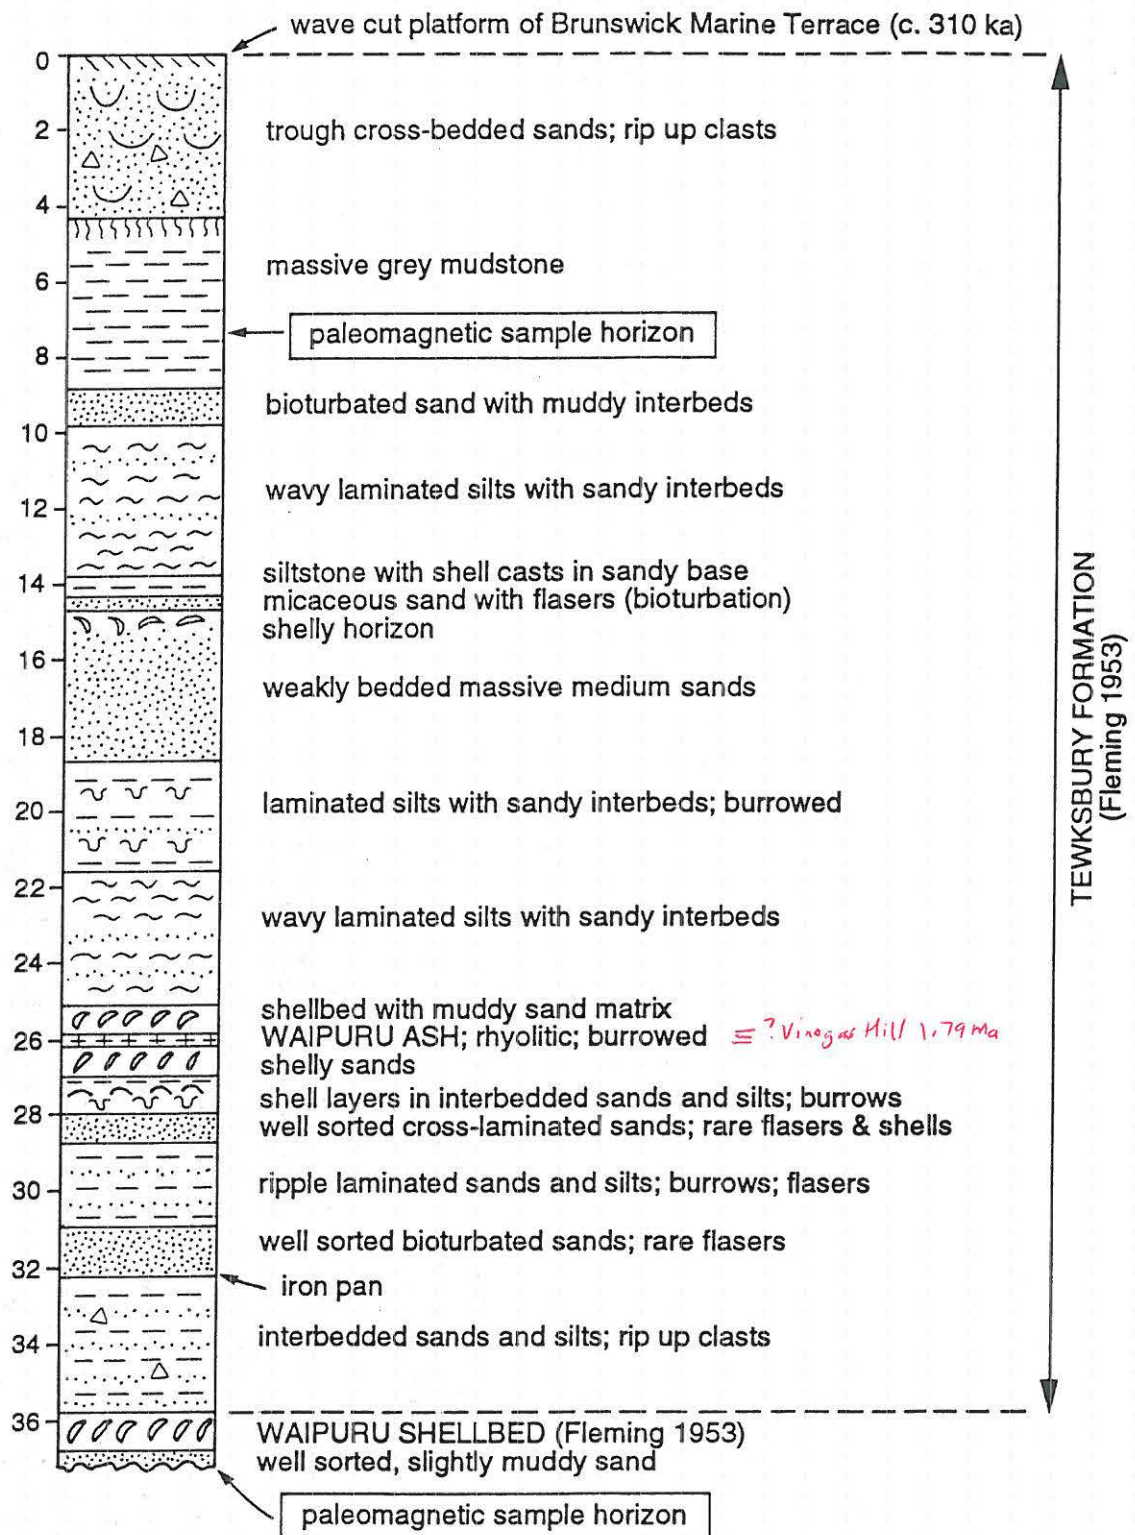 wave cut platform of Brunswick Marine Terrace (c. 310 ka)
0
2
trough cross-bedded sands; rip up clasts
4
massive grey mudstone
6
paleomagnetic sample horizon
8
bioturbated sand with muddy interbeds
10
wavy laminated silts with sandy interbeds
12
siltstone with shell casts in sandy base
14
micaceous sand with flasers (bioturbation)
shelly horizon
16
weakly bedded massive medium sands
18
laminated silts with sandy interbeds; burrowed
20
22
wavy laminated silts with sandy interbeds
24
shellbed with muddy sand matrix
26
WAIPURU ASH; rhyolitic; burrowed ≡ ? Vinegar Hill 1.79 Ma
shelly sands
shell layers in interbedded sands and silts; burrows
28
well sorted cross-laminated sands; rare flasers & shells
30
ripple laminated sands and silts; burrows; flasers
well sorted bioturbated sands; rare flasers
32
iron pan
34
interbedded sands and silts; rip up clasts
36
WAIPURU SHELLBED (Fleming 1953)
well sorted, slightly muddy sand
paleomagnetic sample horizon
TEWKSBURY FORMATION
(Fleming 1953)